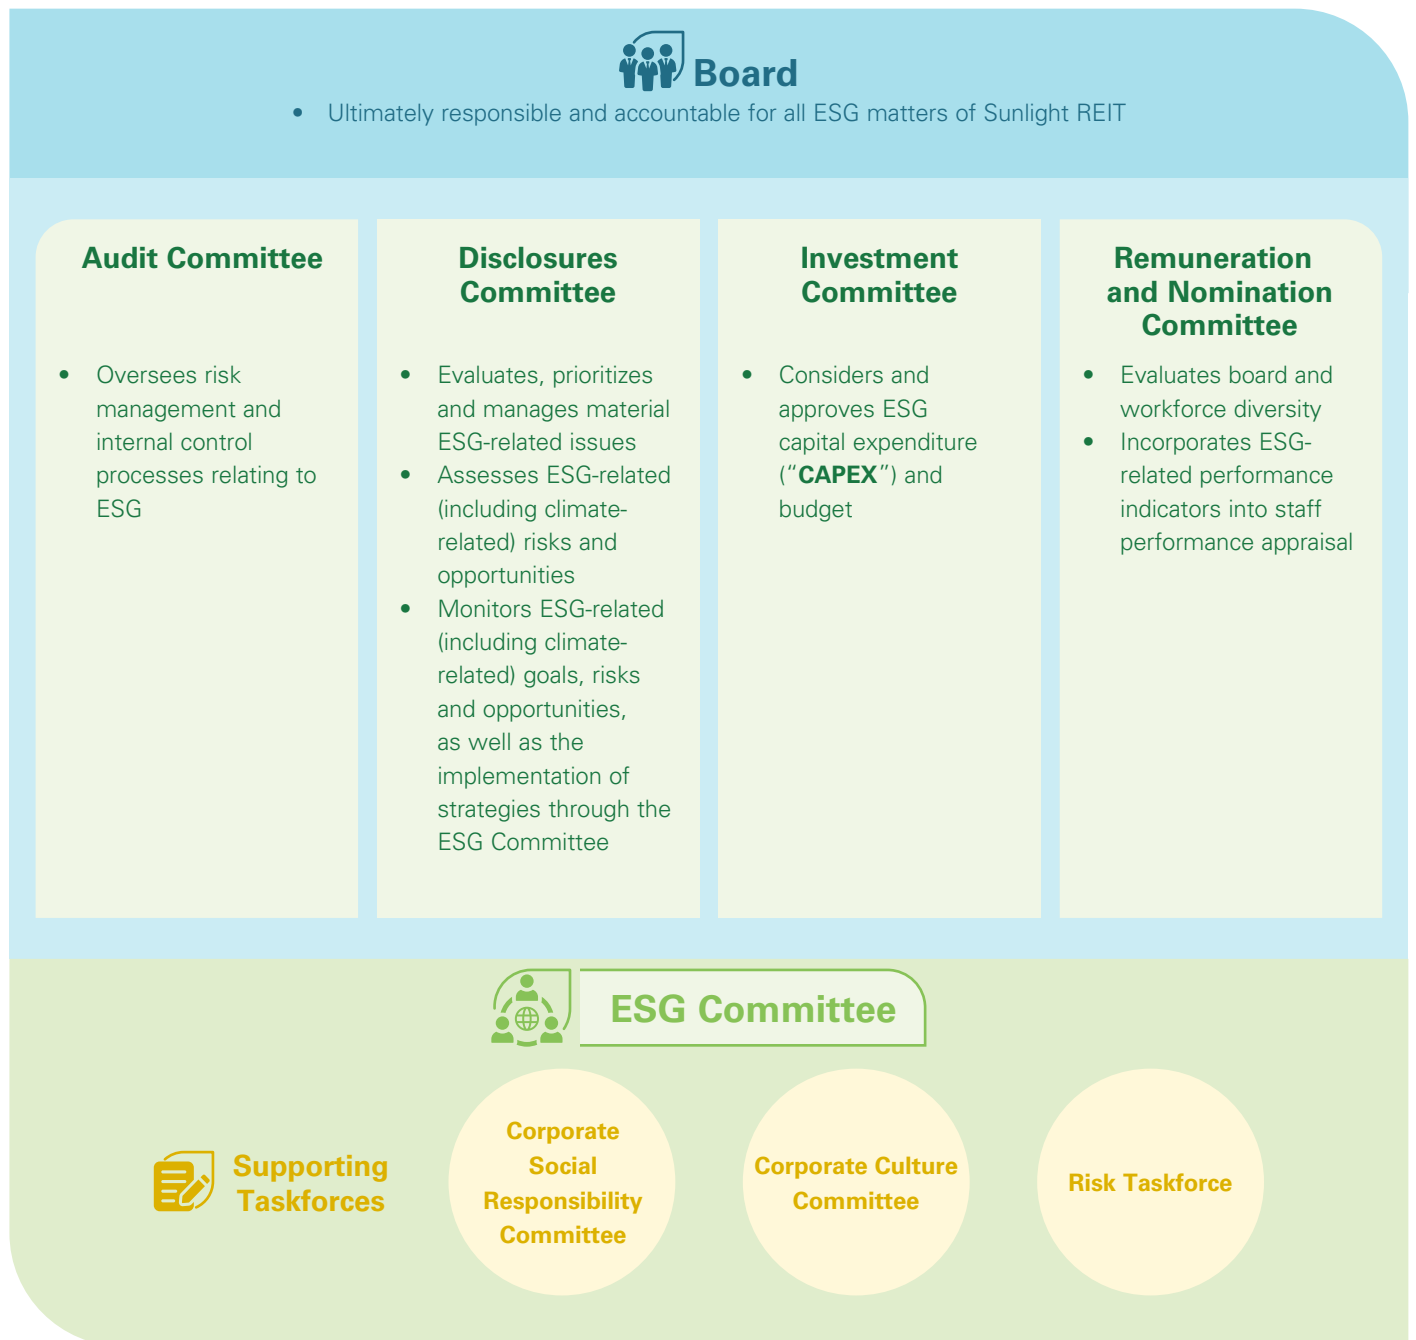 Board
• Ultimately responsible and accountable for all ESG matters of Sunlight REIT
Audit Committee
• Oversees risk
management and
internal control
processes relating to
ESG
Disclosures
Committee
• Evaluates, prioritizes
and manages material
ESG-related issues
• Assesses ESG-related
(including climate-
related) risks and
opportunities
• Monitors ESG-related
(including climate-
related) goals, risks
and opportunities,
as well as the
implementation of
strategies through the
ESG Committee
Investment
Committee
• Considers and
approves ESG
capital expenditure
(“CAPEX”) and
budget
Remuneration
and Nomination
Committee
• Evaluates board and
workforce diversity
• Incorporates ESG-
related performance
indicators into staff
performance appraisal
ESG Committee
Supporting
Taskforces
Corporate
Social
Responsibility
Committee
Corporate Culture
Committee
Risk Taskforce